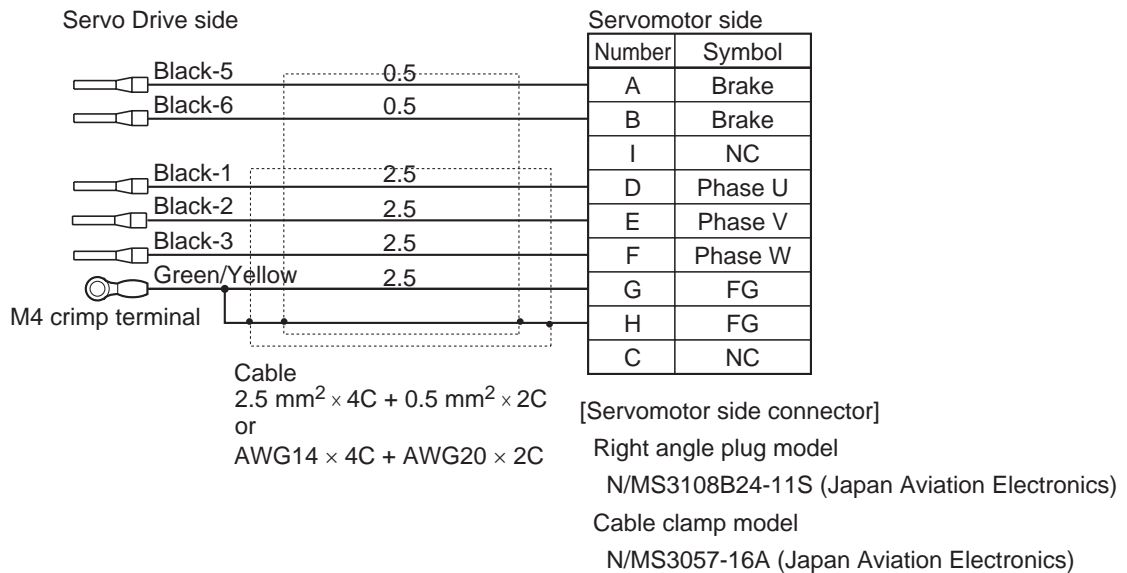 Servo Drive side
Servomotor side
Number Symbol
Black-5 0.5 A Brake
Black-6 0.5 B Brake
I NC
Black-1 2.5 D Phase U
Black-2 2.5 E Phase V
Black-3 2.5 F Phase W
Green/Yellow 2.5 G FG
M4 crimp terminal H FG
C NC
Cable
2.5 mm² × 4C + 0.5 mm² × 2C
or
AWG14 × 4C + AWG20 × 2C
[Servomotor side connector]
Right angle plug model
N/MS3108B24-11S (Japan Aviation Electronics)
Cable clamp model
N/MS3057-16A (Japan Aviation Electronics)